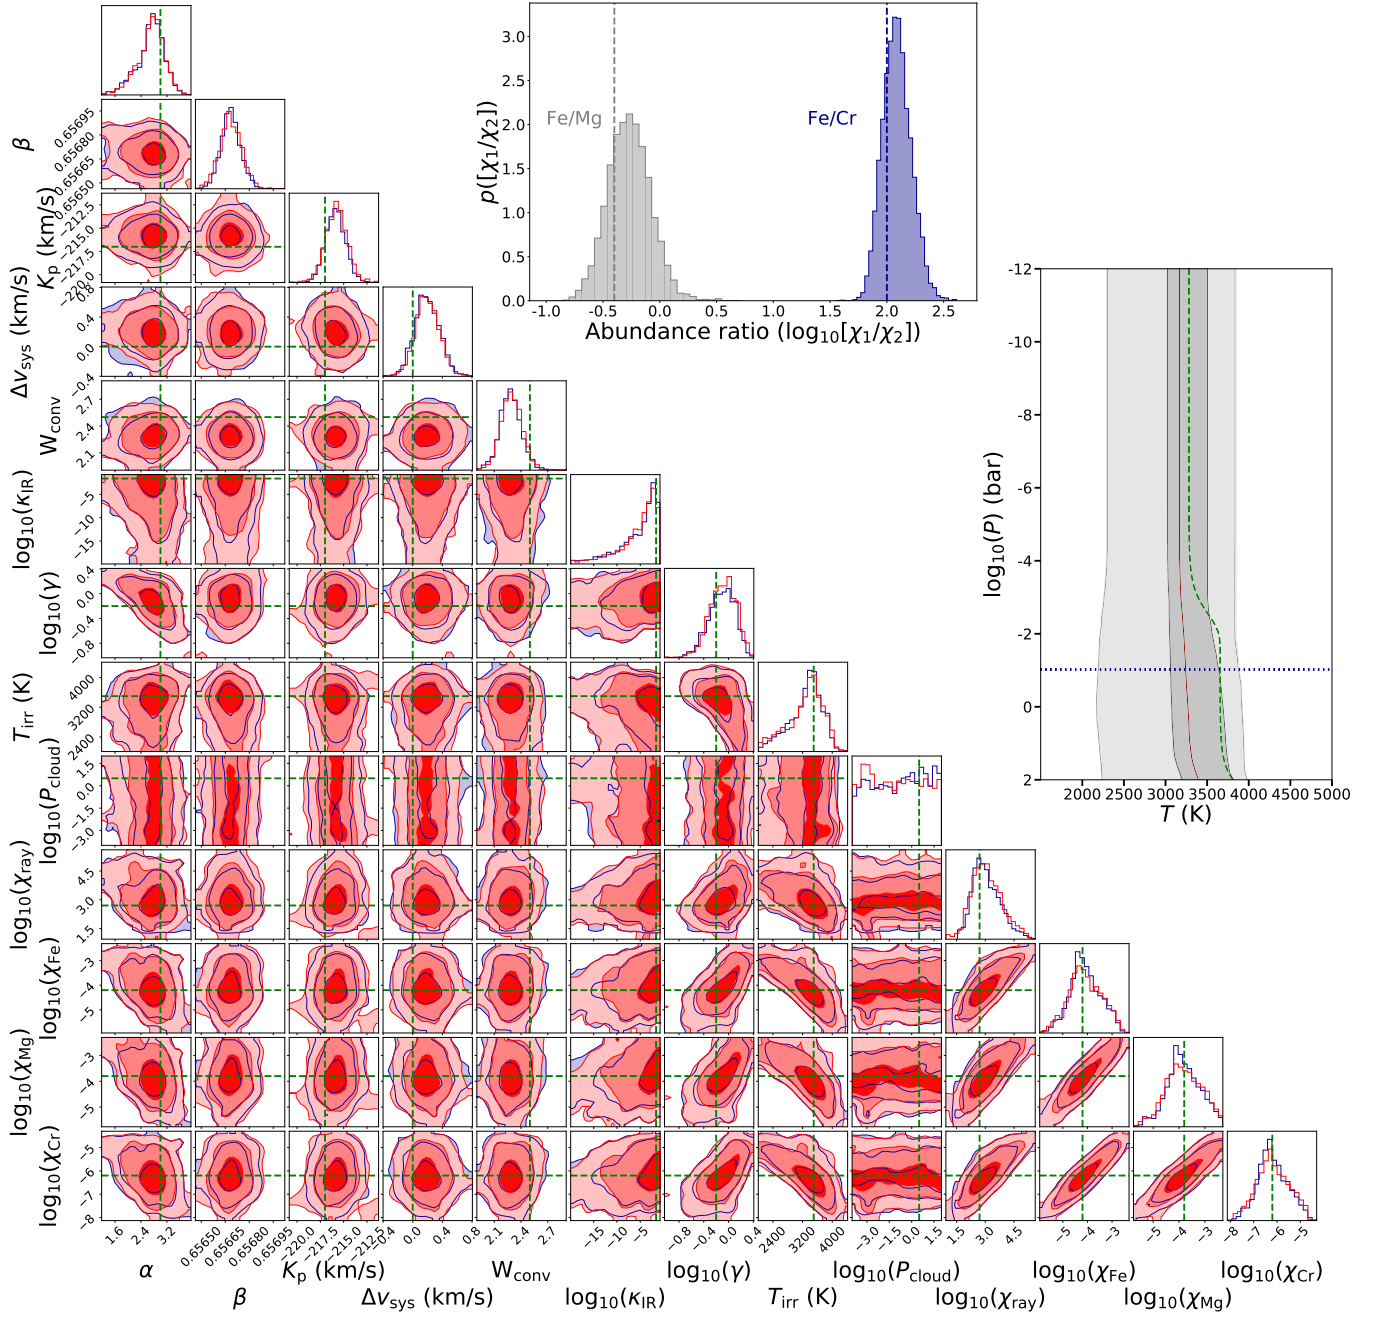 3.0
2.5
2.0
1.5
1.0
0.5
0.0
p([χ1/χ2])
Fe/Mg
Fe/Cr
-1.0 -0.5 0.0 0.5 1.0 1.5 2.0 2.5
Abundance ratio (log10[χ1/χ2])
-12
-10
-8
-6
-4
-2
0
2
log10(P) (bar)
2000 2500 3000 3500 4000 4500 5000
T (K)
β
0.65695
0.65680
0.65665
0.65650
Kp (km/s)
−212.5
−215.0
−217.5
−220.0
Δvsys (km/s)
0.8
0.4
0.0
−0.4
Wconv
2.7
2.4
2.1
log10(κIR)
−5
−10
−15
log10(γ)
0.4
0.0
−0.4
−0.8
Tirr (K)
4000
3200
2400
log10(Pcloud)
1.5
0.0
−1.5
−3.0
log10(χray)
4.5
3.0
1.5
log10(χFe)
−3
−4
−5
log10(χMg)
−3
−4
−5
log10(χCr)
−5
−6
−7
−8
1.6 2.4 3.2
0.65650 0.65665 0.65680 0.65695
−220.0 −217.5 −215.0 −212.5
−0.4 0.0 0.4 0.8
2.1 2.4 2.7
−15 −10 −5
−0.8 −0.4 0.0 0.4
2400 3200 4000
−3.0 −1.5 0.0 1.5
1.5 3.0 4.5
−5 −4 −3
−5 −4 −3
−8 −7 −6 −5
α Kp (km/s) Wconv log10(γ) log10(Pcloud) log10(χFe) log10(χCr)
β Δvsys (km/s) log10(κIR) Tirr (K) log10(χray) log10(χMg)